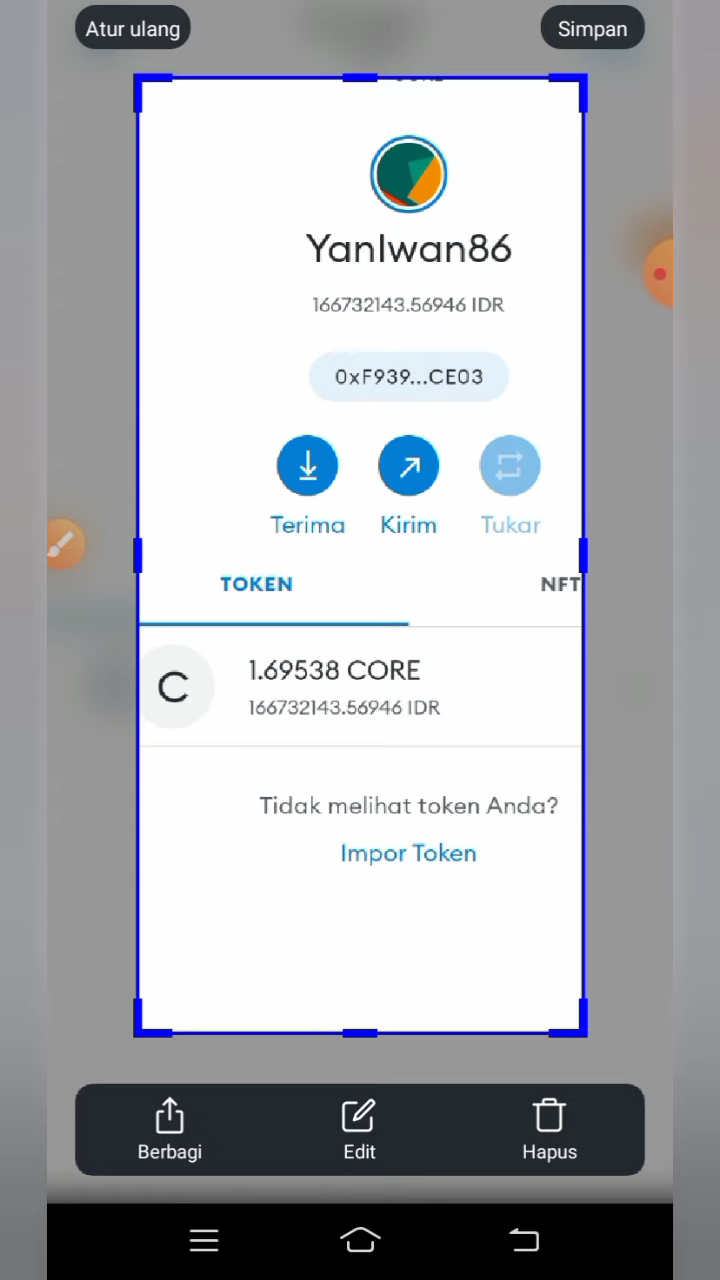 Atur ulang
Simpan
YanIwan86
166732143.56946 IDR
0xF939...CE03
Terima
Kirim
Tukar
TOKEN
NFT
C
1.69538 CORE
166732143.56946 IDR
Tidak melihat token Anda?
Impor Token
Berbagi
Edit
Hapus